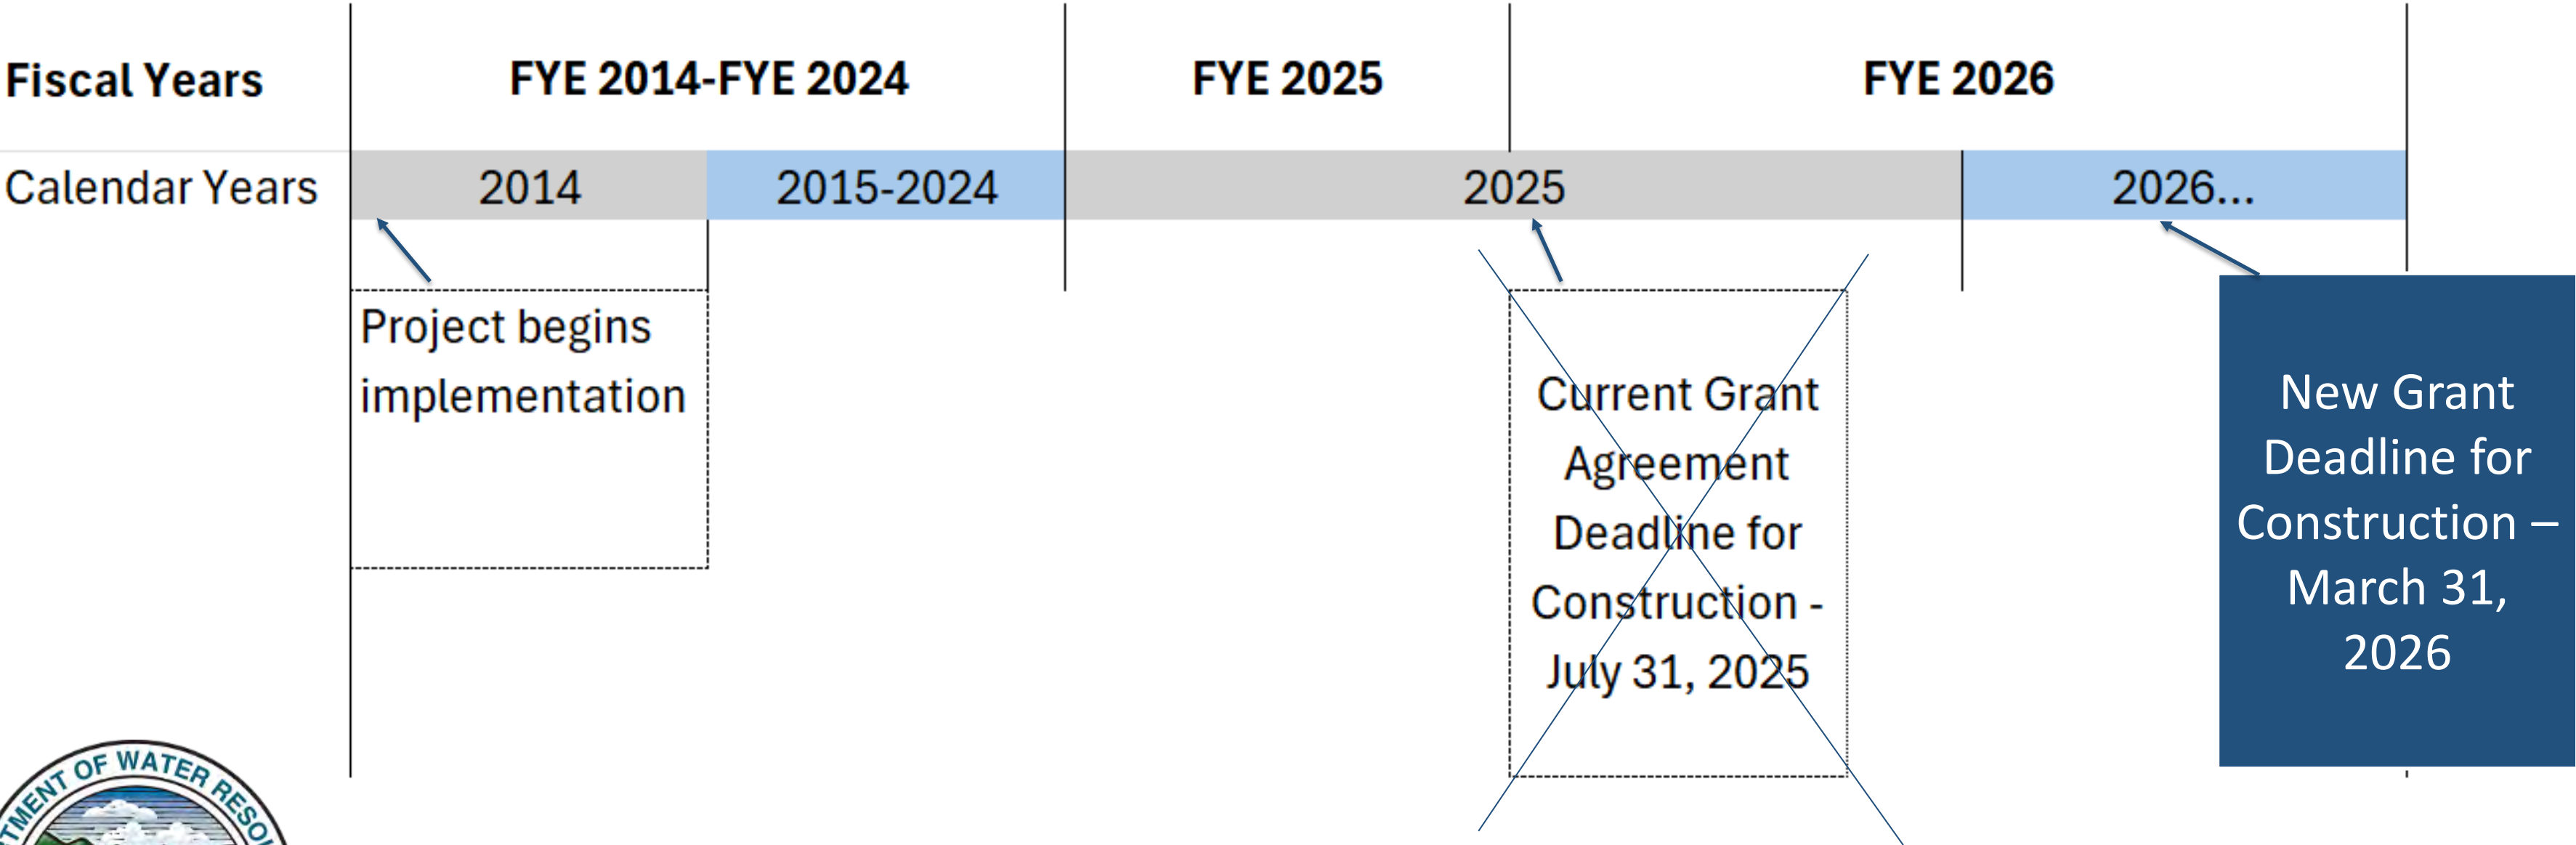 Fiscal Years
FYE 2014-FYE 2024
FYE 2025
FYE 2026
Calendar Years
2014
2015-2024
2025
2026...
Project begins
implementation
Current Grant
Agreement
Deadline for
Construction -
July 31, 2025
New Grant
Deadline for
Construction –
March 31,
2026
OF WATER